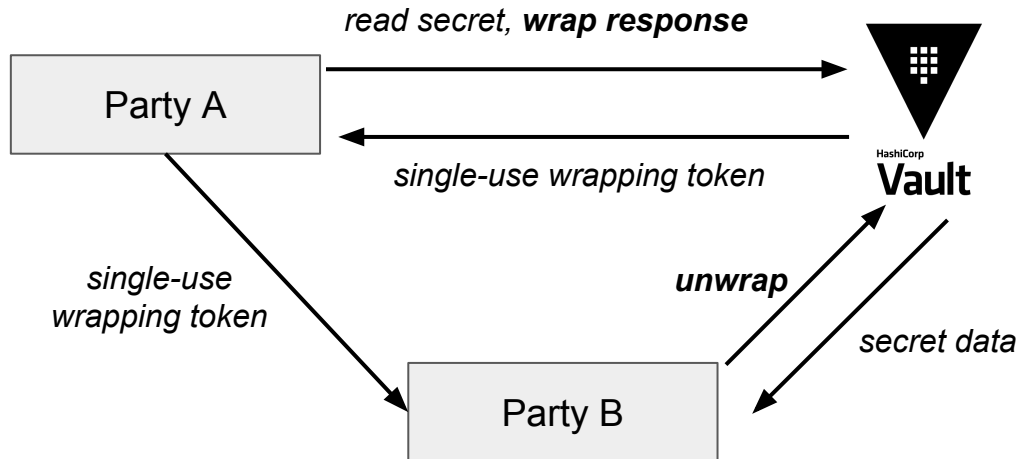 read secret, wrap response
Party A
single-use wrapping token
HashiCorp
Vault
single-use
wrapping token
unwrap
secret data
Party B